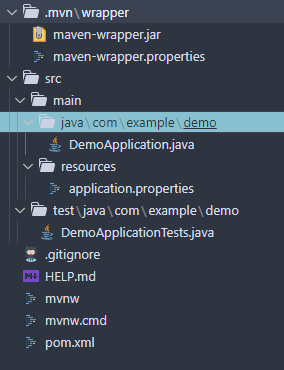 .mvn\wrapper
maven-wrapper.jar
maven-wrapper.properties
src
main
java\com\example\demo
DemoApplication.java
resources
application.properties
test\java\com\example\demo
DemoApplicationTests.java
.gitignore
HELP.md
mvnw
mvnw.cmd
pom.xml